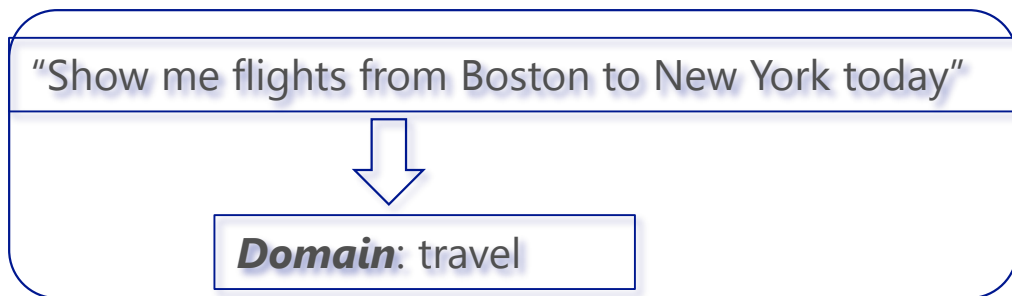 “Show me flights from Boston to New York today”
Domain: travel